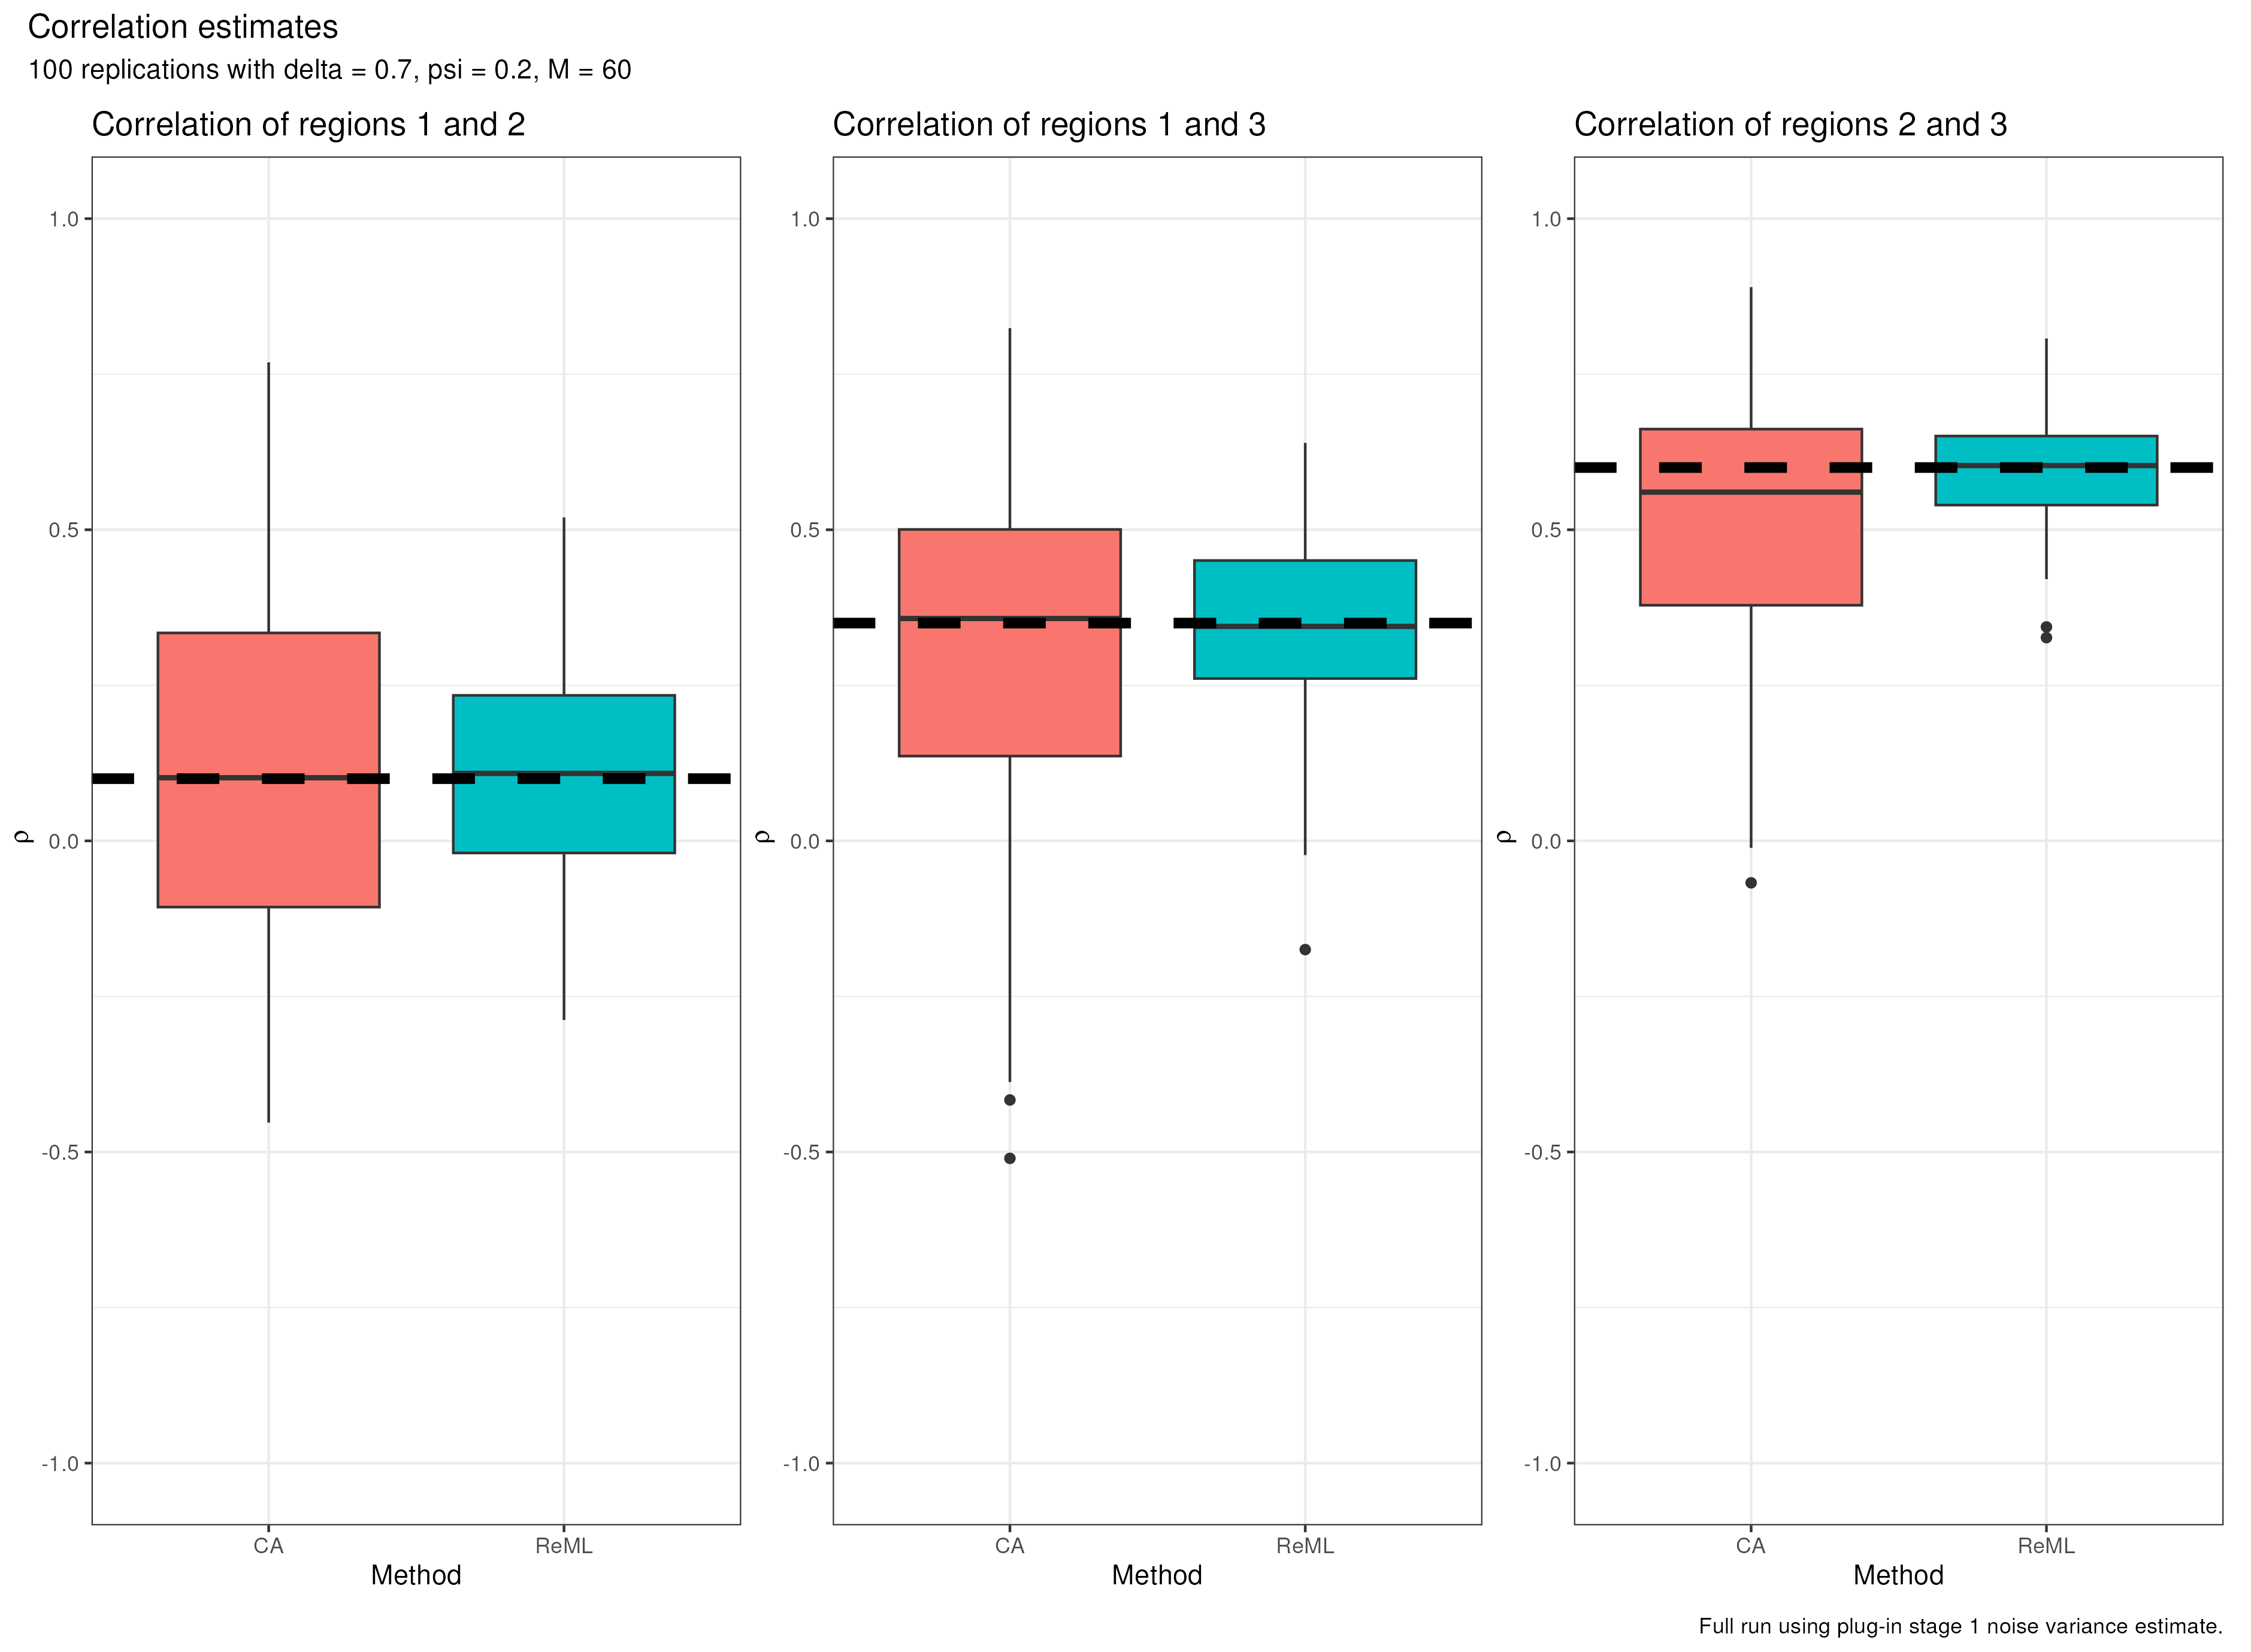 Correlation estimates
100 replications with delta = 0.7, psi = 0.2, M = 60
Correlation of regions 1 and 2
1.0
0.5
0.0
-0.5
-1.0
ρ
CA
ReML
Method
Correlation of regions 1 and 3
1.0
0.5
0.0
-0.5
-1.0
ρ
CA
ReML
Method
Correlation of regions 2 and 3
1.0
0.5
0.0
-0.5
-1.0
ρ
CA
ReML
Method
Full run using plug-in stage 1 noise variance estimate.